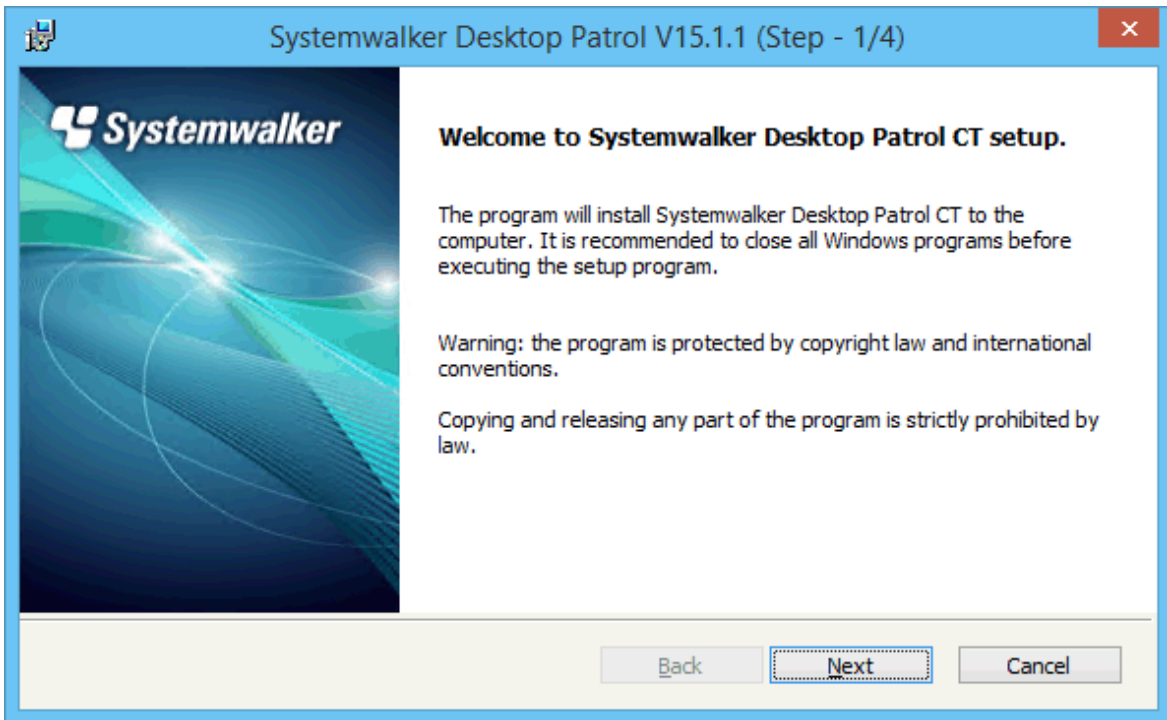 Systemwalker Desktop Patrol V15.1.1 (Step - 1/4)
Systemwalker
Welcome to Systemwalker Desktop Patrol CT setup.
The program will install Systemwalker Desktop Patrol CT to the
computer. It is recommended to close all Windows programs before
executing the setup program.
Warning: the program is protected by copyright law and international
conventions.
Copying and releasing any part of the program is strictly prohibited by
law.
Back Next Cancel